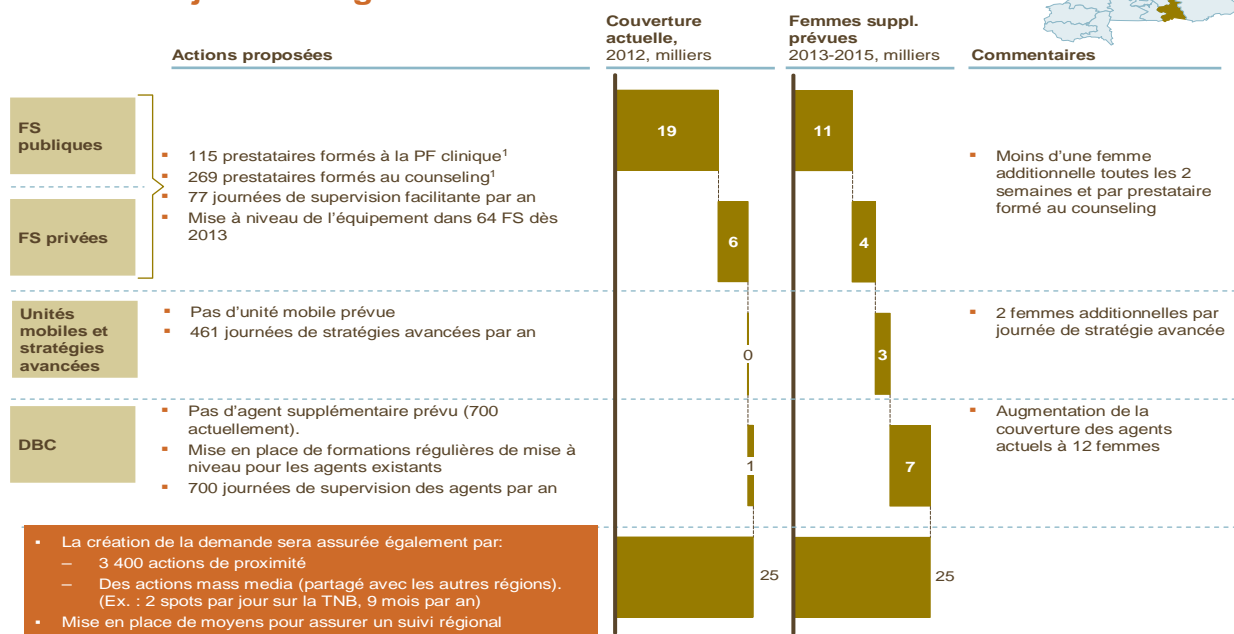 Couverture
actuelle,
2012, milliers
Femmes suppl.
prévues
2013-2015, milliers
Actions proposées
Commentaires
FS
publiques
FS privées
▪ 115 prestataires formés à la PF clinique¹
▪ 269 prestataires formés au counseling¹
▪ 77 journées de supervision facilitante par an
▪ Mise à niveau de l'équipement dans 64 FS dès
2013
19
6
11
4
▪ Moins d'une femme
additionnelle toutes les 2
semaines et par prestataire
formé au counseling
Unités
mobiles et
stratégies
avancées
▪ Pas d'unité mobile prévue
▪ 461 journées de stratégies avancées par an
0
3
▪ 2 femmes additionnelles par
journée de stratégie avancée
DBC
▪ Pas d'agent supplémentaire prévu (700
actuellement).
▪ Mise en place de formations régulières de mise à
niveau pour les agents existants
▪ 700 journées de supervision des agents par an
1
7
▪ Augmentation de la
couverture des agents
actuels à 12 femmes
▪ La création de la demande sera assurée également par:
– 3 400 actions de proximité
– Des actions mass media (partagé avec les autres régions).
(Ex. : 2 spots par jour sur la TNB, 9 mois par an)
▪ Mise en place de moyens pour assurer un suivi régional
25
25